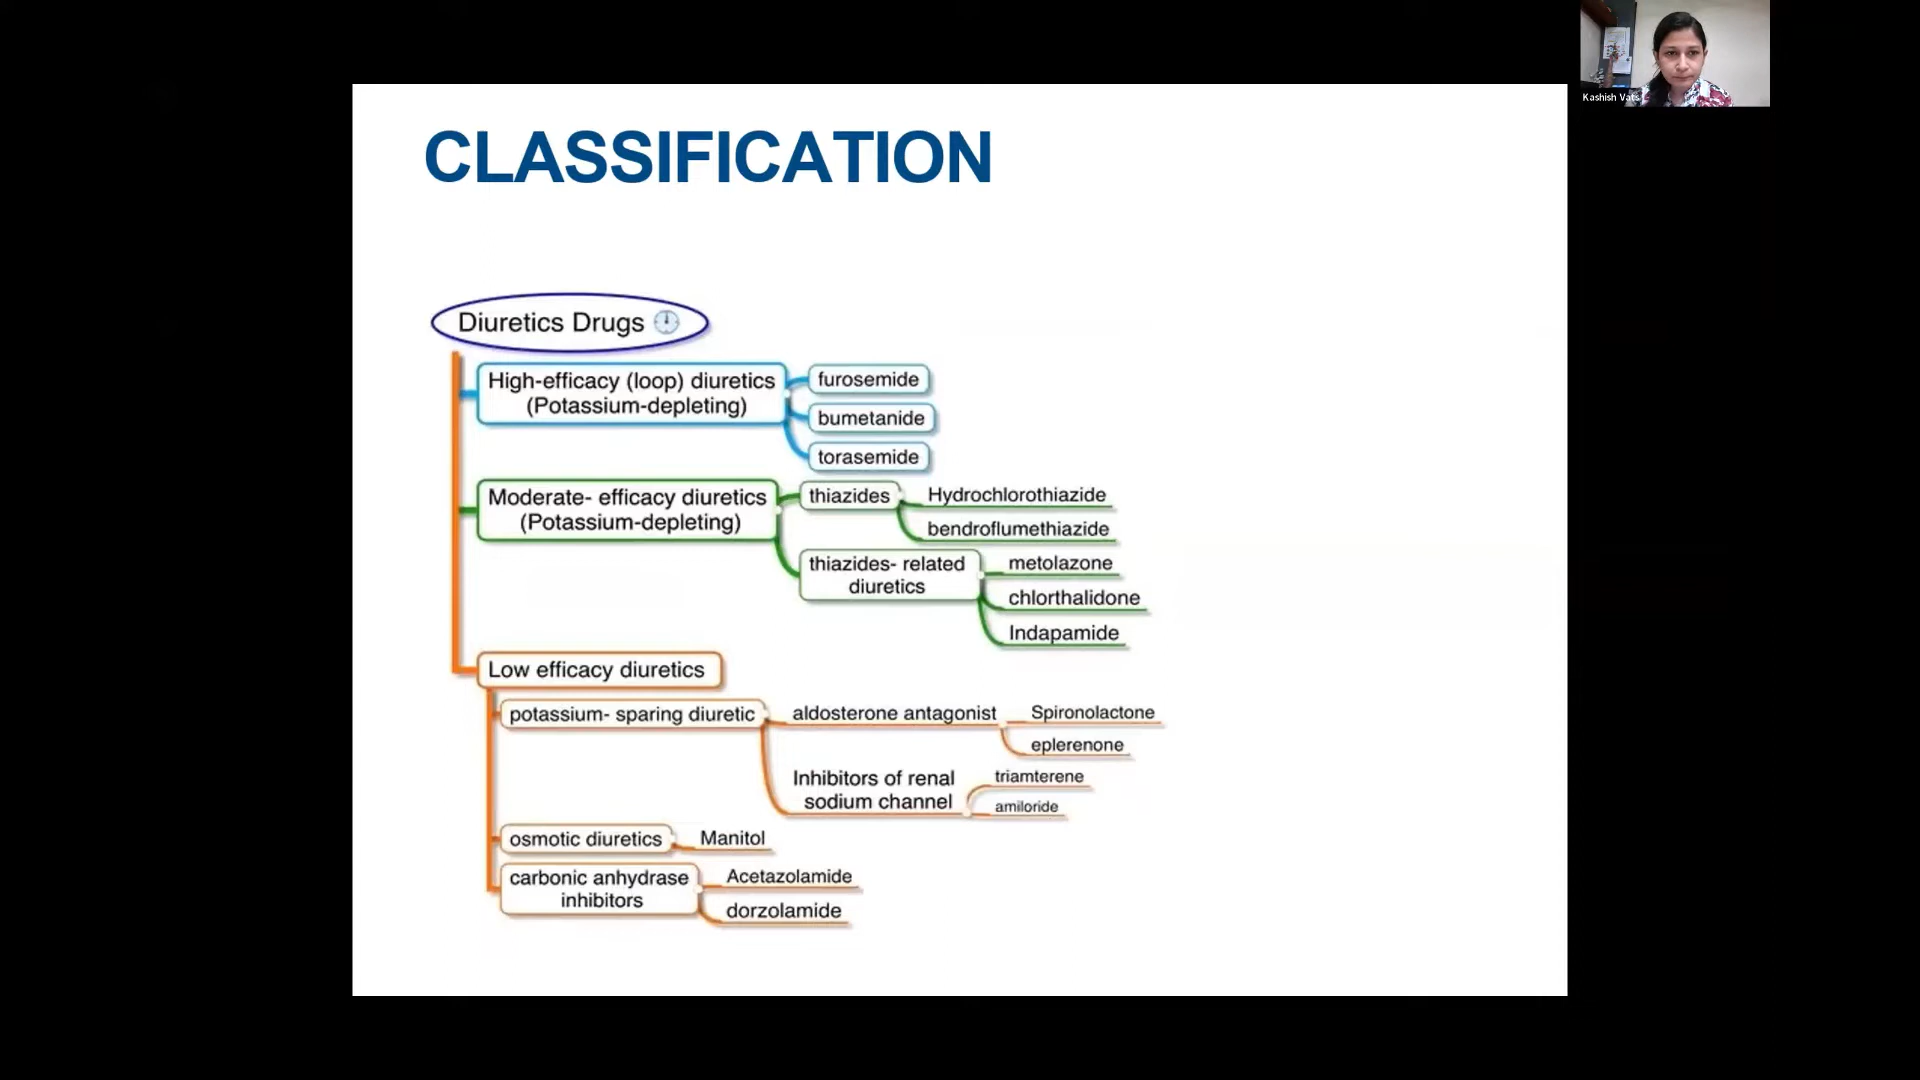 CLASSIFICATION
Kashish Vats
Diuretics Drugs
High-efficacy (loop) diuretics
(Potassium-depleting)
furosemide
bumetanide
torasemide
Moderate- efficacy diuretics
(Potassium-depleting)
thiazides
Hydrochlorothiazide
bendroflumethiazide
thiazides- related
diuretics
metolazone
chlorthalidone
Indapamide
Low efficacy diuretics
potassium- sparing diuretic
aldosterone antagonist
Spironolactone
eplerenone
Inhibitors of renal
sodium channel
triamterene
amiloride
osmotic diuretics
Manitol
carbonic anhydrase
inhibitors
Acetazolamide
dorzolamide